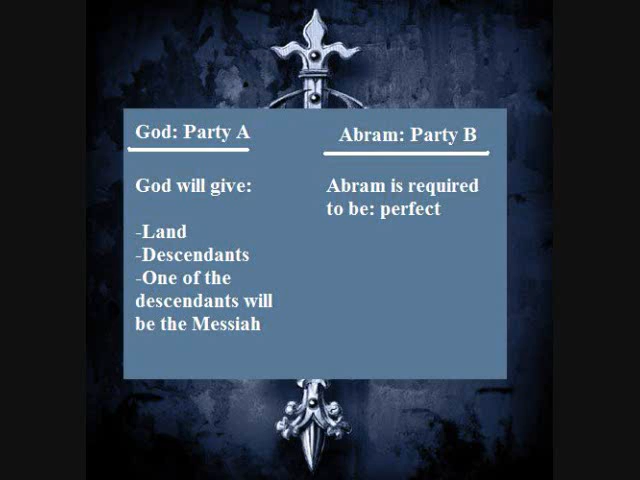 God: Party A
Abram: Party B
God will give:
-Land
-Descendants
-One of the
descendants will
be the Messiah
Abram is required
to be: perfect